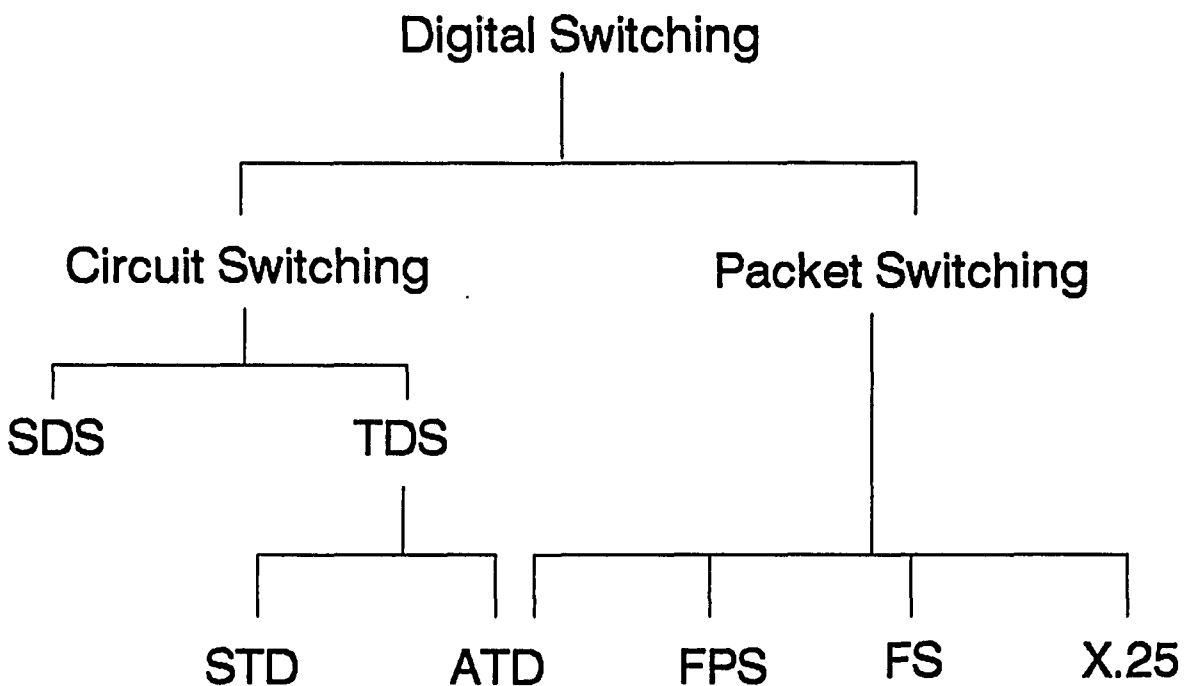 Digital Switching
Circuit Switching
Packet Switching
SDS
TDS
STD
ATD
FPS
FS
X.25